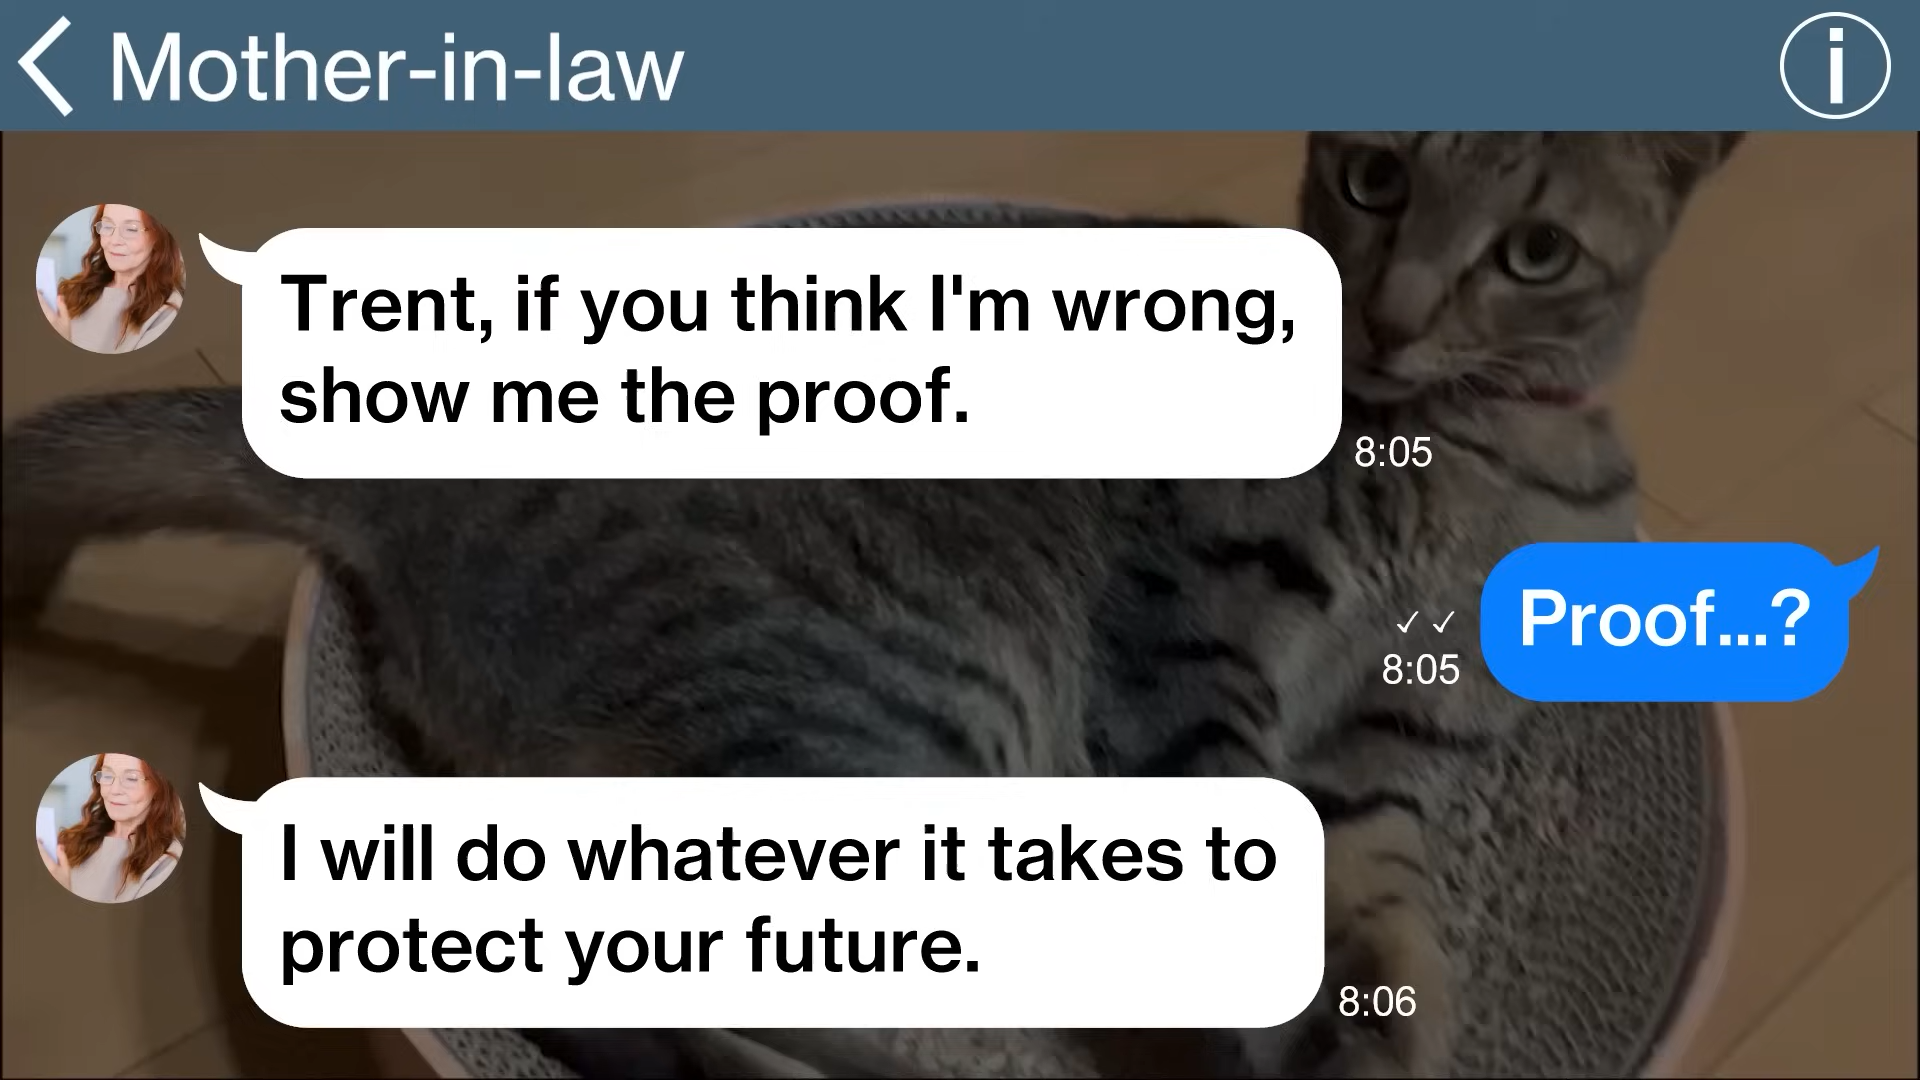 Mother-in-law
Trent, if you think I'm wrong,
show me the proof.
8:05
Proof...?
8:05
I will do whatever it takes to
protect your future.
8:06